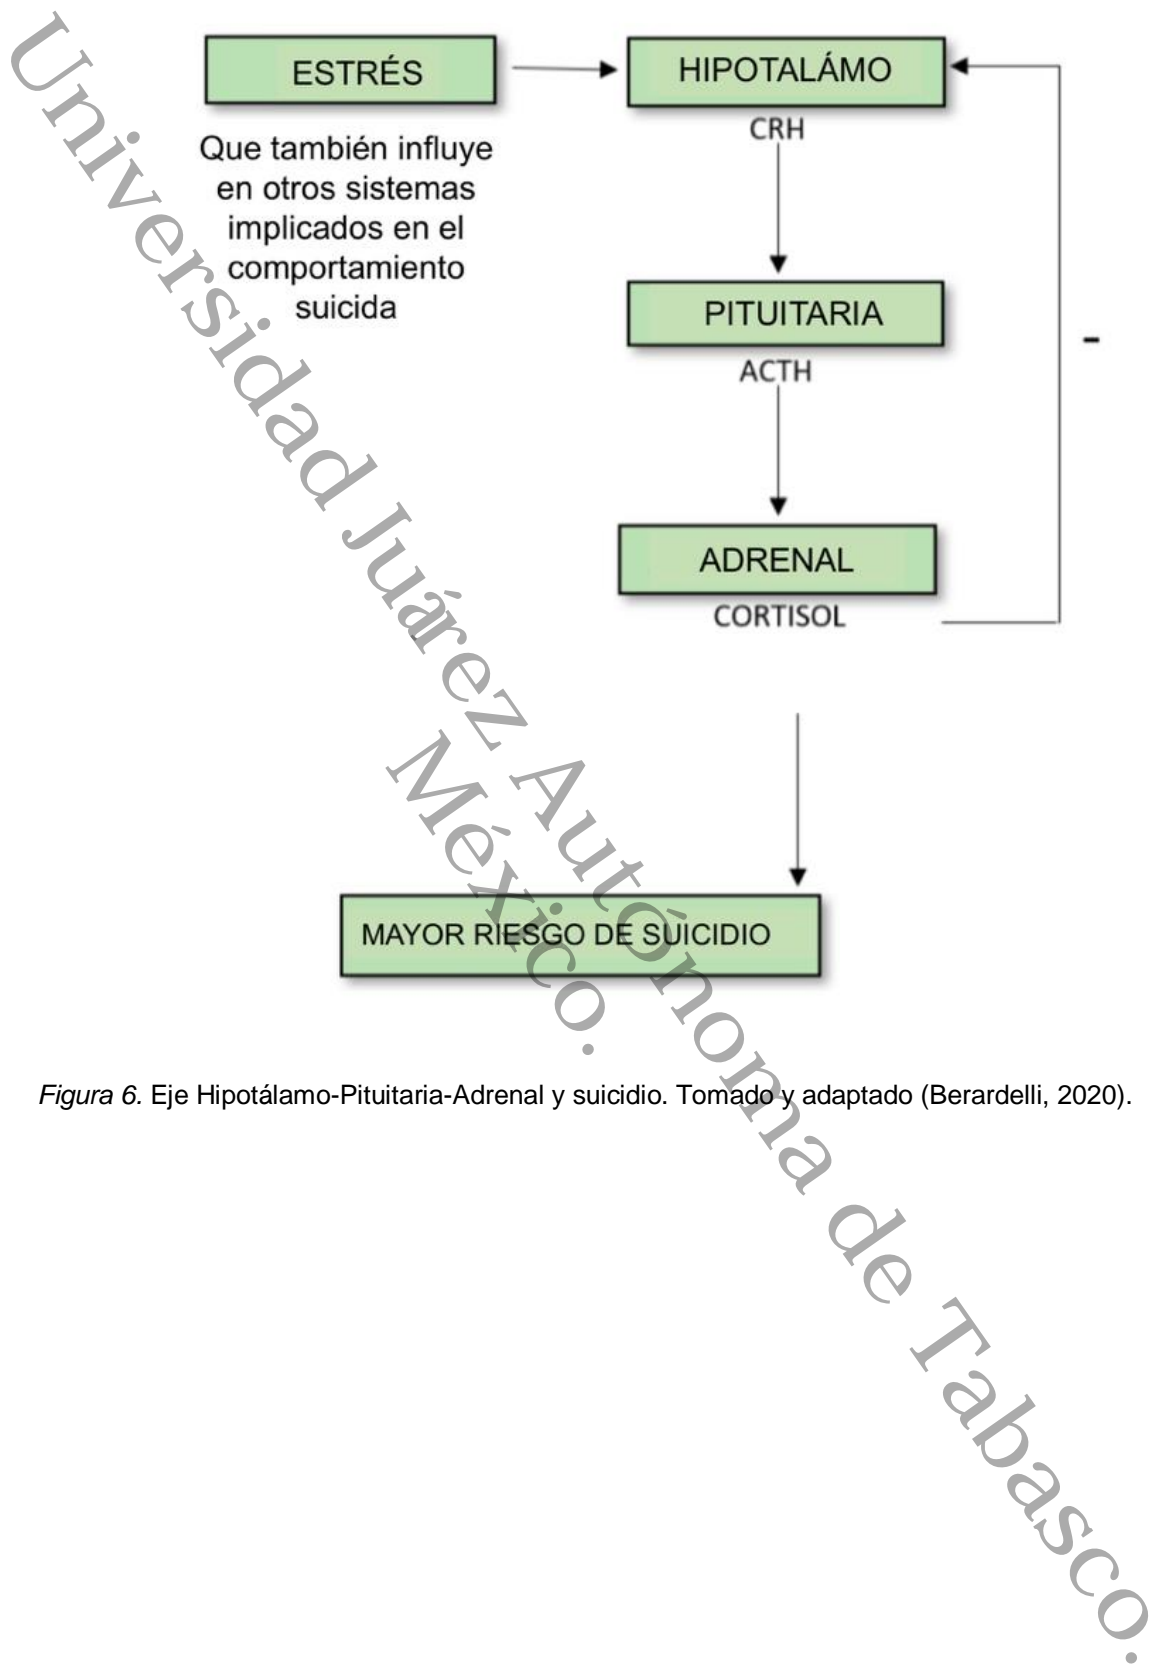 ESTRÉS
Que también influye
en otros sistemas
implicados en el
comportamiento
suicida
HIPOTALÁMO
CRH
PITUITARIA
ACTH
-
ADRENAL
CORTISOL
MAYOR RIESGO DE SUICIDIO
Figura 6. Eje Hipotálamo-Pituitaria-Adrenal y suicidio. Tomado y adaptado (Berardelli, 2020).
Universidad Juárez Autónoma de Tabasco.
México.